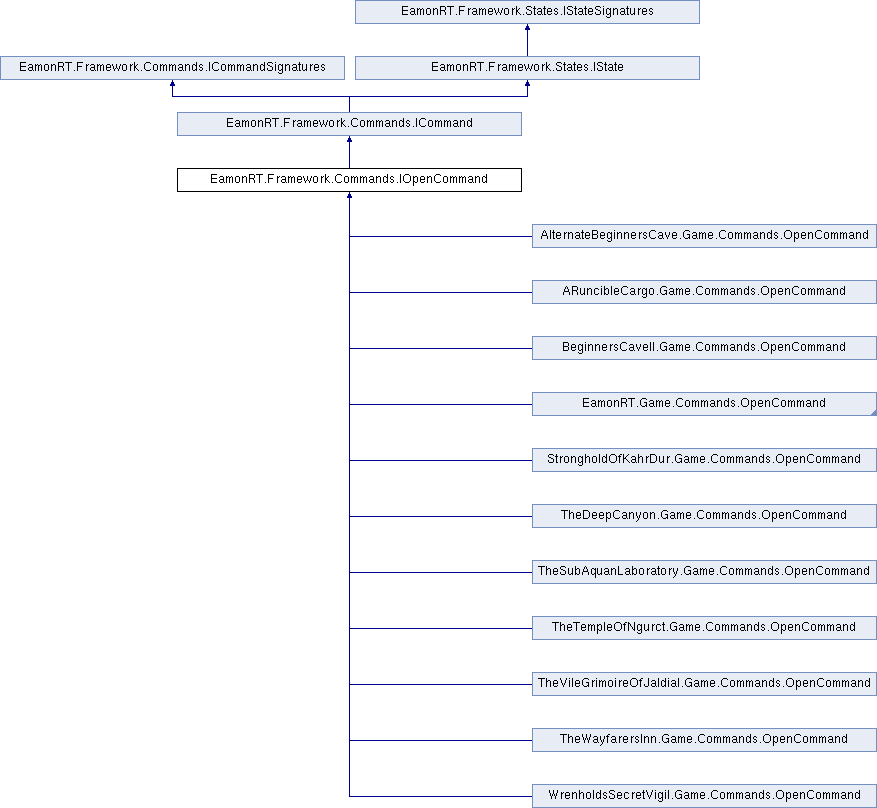 EamonRT.Framework.States.IStateSignatures
EamonRT.Framework.Commands.ICommandSignatures
EamonRT.Framework.States.IState
EamonRT.Framework.Commands.ICommand
EamonRT.Framework.Commands.IOpenCommand
AlternateBeginnersCave.Game.Commands.OpenCommand
ARuncibleCargo.Game.Commands.OpenCommand
BeginnersCaveII.Game.Commands.OpenCommand
EamonRT.Game.Commands.OpenCommand
StrongholdOfKahrDur.Game.Commands.OpenCommand
TheDeepCanyon.Game.Commands.OpenCommand
TheSubAquanLaboratory.Game.Commands.OpenCommand
TheTempleOfNgurct.Game.Commands.OpenCommand
TheVileGrimoireOfJaldial.Game.Commands.OpenCommand
TheWayfarersInn.Game.Commands.OpenCommand
WrenholdsSecretVigil.Game.Commands.OpenCommand